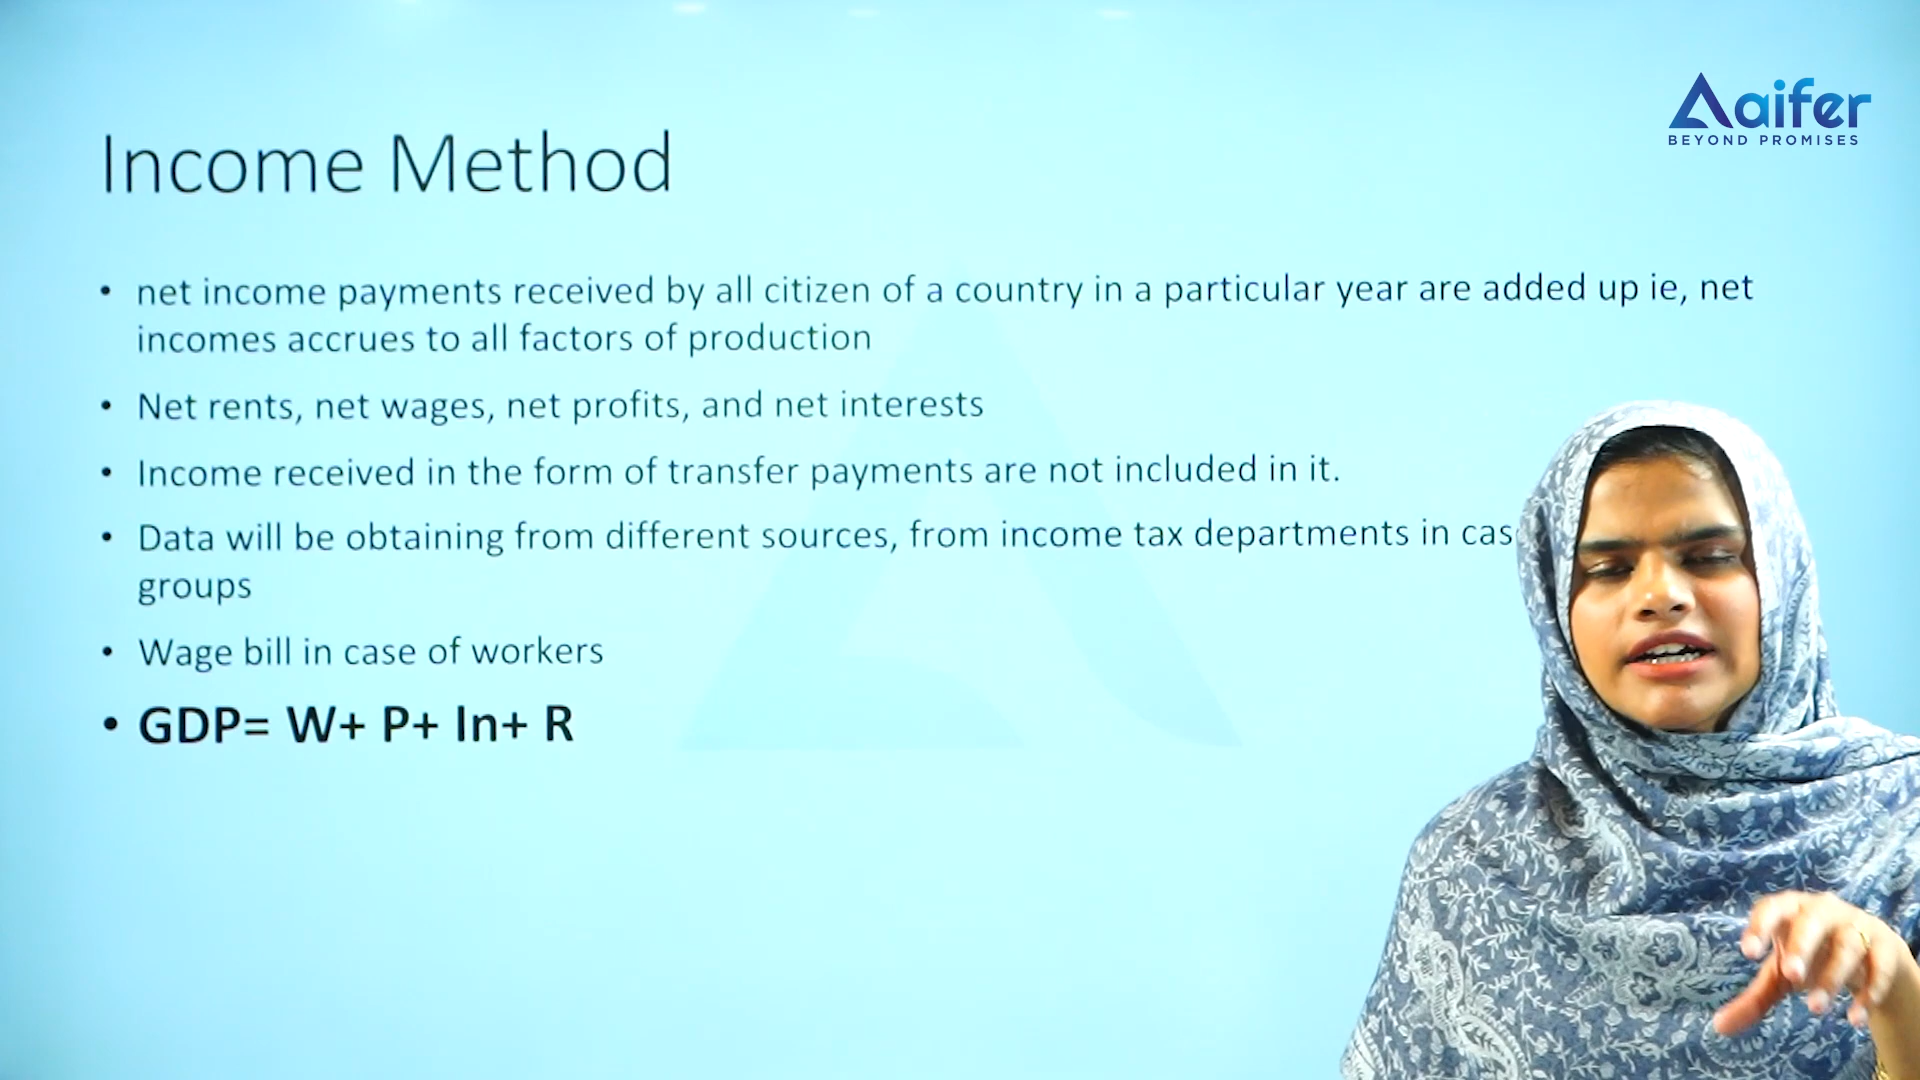 Aaifer
BEYOND PROMISES
Income Method
• net income payments received by all citizen of a country in a particular year are added up ie, net
incomes accrues to all factors of production
• Net rents, net wages, net profits, and net interests
• Income received in the form of transfer payments are not included in it.
• Data will be obtaining from different sources, from income tax departments in cas
groups
• Wage bill in case of workers
• GDP= W+ P+ In+ R